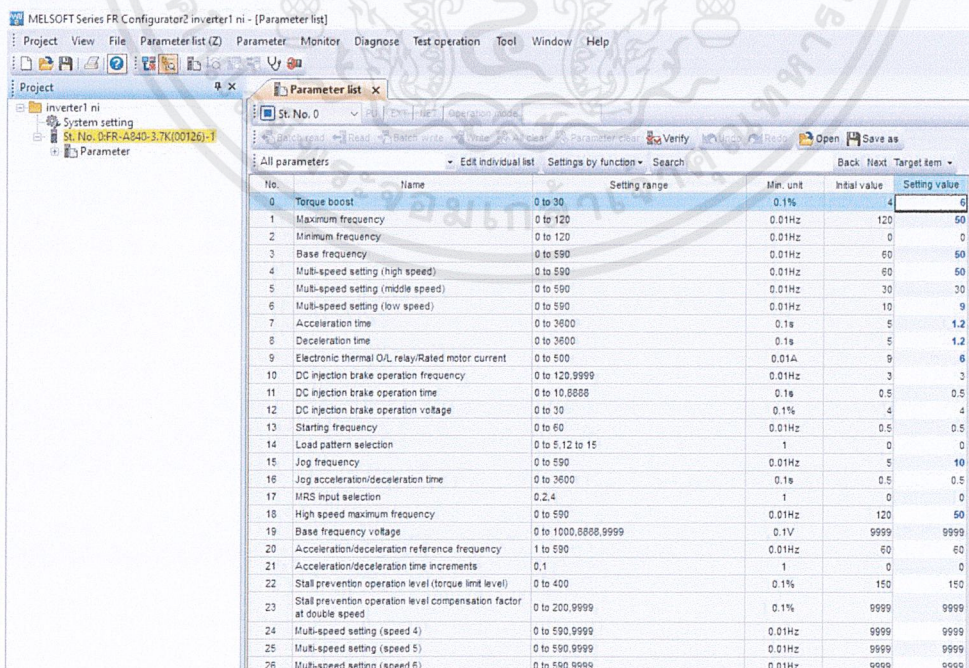 MELSOFT Series FR Configurator2 inverter1 ni - [Parameter list]
Project View File Parameter list (Z) Parameter Monitor Diagnose Test operation Tool Window Help
Project
inverter1 ni
System setting
St. No. 0:FR-A840-3.7K(00126)-1
Parameter
Parameter list
St. No. 0 PU EXT NET Operation mode
Batch read Read Batch write Write All clear Parameter clear Verify Undo Redo Open Save as
All parameters Edit individual list Settings by function Search Back Next Target item
No. Name Setting range Min. unit Initial value Setting value
0 Torque boost 0 to 30 0.1% 4 6
1 Maximum frequency 0 to 120 0.01Hz 120 50
2 Minimum frequency 0 to 120 0.01Hz 0 0
3 Base frequency 0 to 590 0.01Hz 60 50
4 Multi-speed setting (high speed) 0 to 590 0.01Hz 60 50
5 Multi-speed setting (middle speed) 0 to 590 0.01Hz 30 30
6 Multi-speed setting (low speed) 0 to 590 0.01Hz 10 9
7 Acceleration time 0 to 3600 0.1s 5 1.2
8 Deceleration time 0 to 3600 0.1s 5 1.2
9 Electronic thermal O/L relay/Rated motor current 0 to 500 0.01A 9 6
10 DC injection brake operation frequency 0 to 120,9999 0.01Hz 3 3
11 DC injection brake operation time 0 to 10,8888 0.1s 0.5 0.5
12 DC injection brake operation voltage 0 to 30 0.1% 4 4
13 Starting frequency 0 to 60 0.01Hz 0.5 0.5
14 Load pattern selection 0 to 5,12 to 15 1 0 0
15 Jog frequency 0 to 590 0.01Hz 5 10
16 Jog acceleration/deceleration time 0 to 3600 0.1s 0.5 0.5
17 MRS input selection 0,2,4 1 0 0
18 High speed maximum frequency 0 to 590 0.01Hz 120 50
19 Base frequency voltage 0 to 1000,8888,9999 0.1V 9999 9999
20 Acceleration/deceleration reference frequency 1 to 590 0.01Hz 60 60
21 Acceleration/deceleration time increments 0,1 1 0 0
22 Stall prevention operation level (torque limit level) 0 to 400 0.1% 150 150
23 Stall prevention operation level compensation factor
at double speed 0 to 200,9999 0.1% 9999 9999
24 Multi-speed setting (speed 4) 0 to 590,9999 0.01Hz 9999 9999
25 Multi-speed setting (speed 5) 0 to 590,9999 0.01Hz 9999 9999
26 Multi-speed setting (speed 6) 0 to 590,9999 0.01Hz 9999 9999